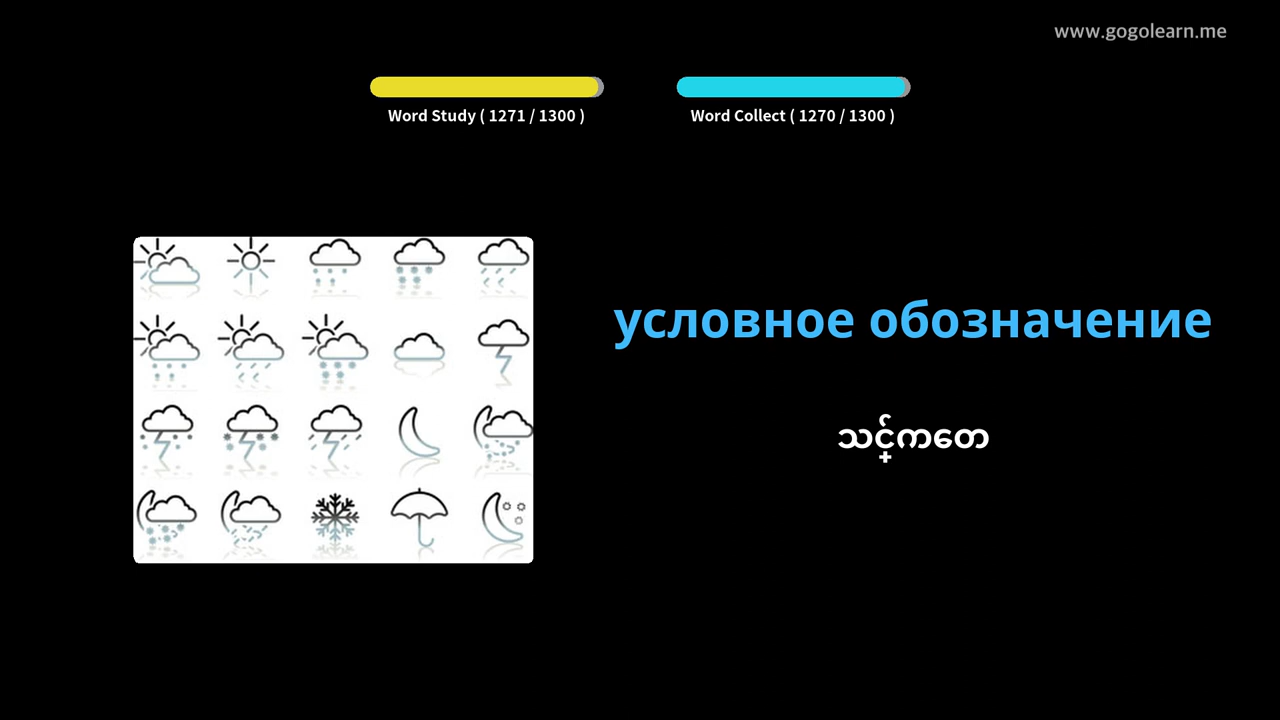 www.gogolearn.me
Word Study ( 1271 / 1300 )
Word Collect ( 1270 / 1300 )
условное обозначение
သင်္ကတေ